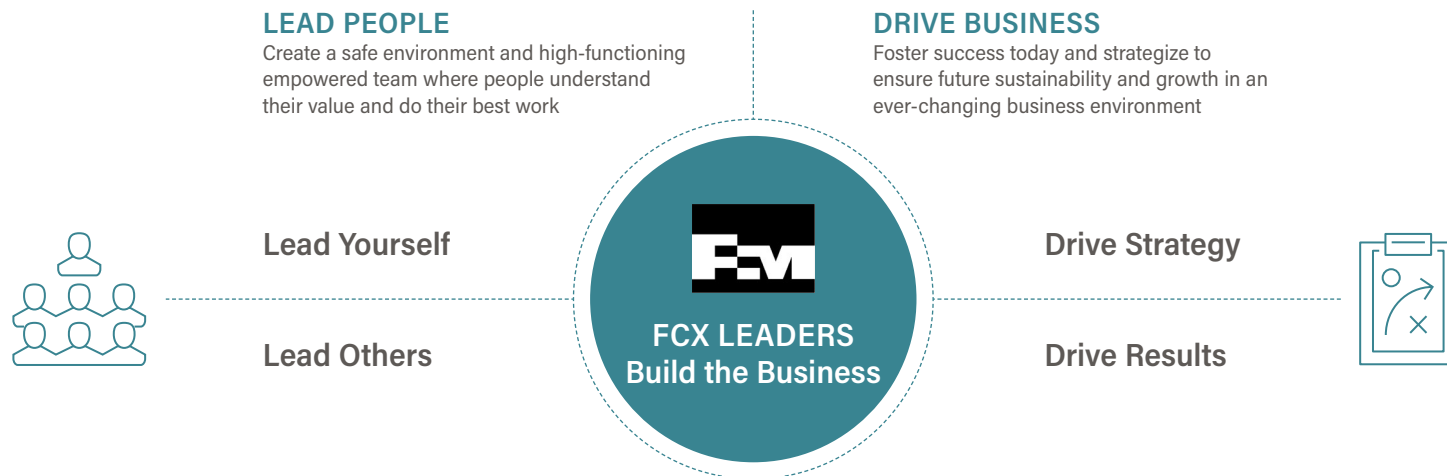 LEAD PEOPLE
Create a safe environment and high-functioning
empowered team where people understand
their value and do their best work
DRIVE BUSINESS
Foster success today and strategize to
ensure future sustainability and growth in an
ever-changing business environment
Lead Yourself
Lead Others
FM
FCX LEADERS
Build the Business
Drive Strategy
Drive Results